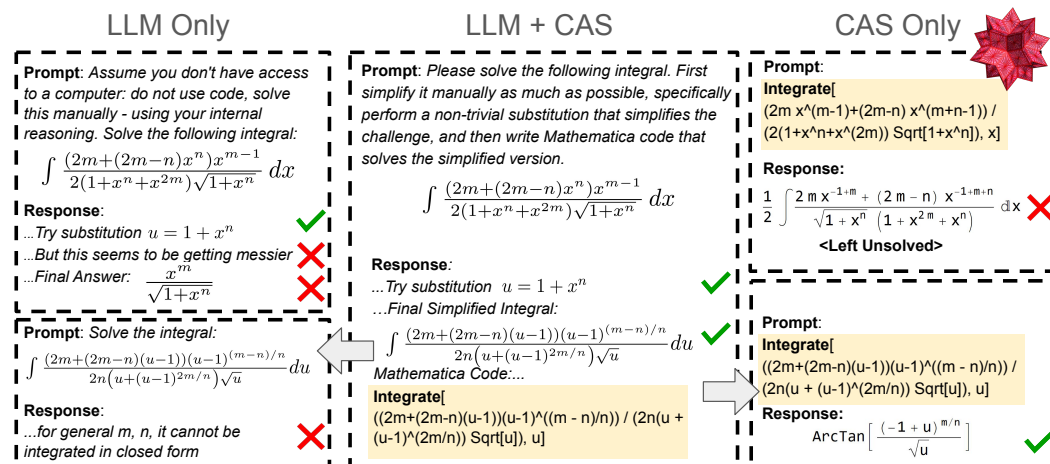 LLM Only
Prompt: Assume you don't have access
to a computer: do not use code, solve
this manually - using your internal
reasoning. Solve the following integral:
∫ (2m+(2m−n)x^n)x^{m−1} / 2(1+x^n+x^{2m})√(1+x^n) dx
Response:
...Try substitution u = 1 + x^n
...But this seems to be getting messier
...Final Answer: x^m / √(1+x^n)
Prompt: Solve the integral:
∫ (2m+(2m−n)(u−1))(u−1)^{(m−n)/n} / 2n(u+(u−1)^{2m/n})√u du
Response:
...for general m, n, it cannot be
integrated in closed form
LLM + CAS
Prompt: Please solve the following integral. First
simplify it manually as much as possible, specifically
perform a non-trivial substitution that simplifies the
challenge, and then write Mathematica code that
solves the simplified version.
∫ (2m+(2m−n)x^n)x^{m−1} / 2(1+x^n+x^{2m})√(1+x^n) dx
Response:
...Try substitution u = 1 + x^n
...Final Simplified Integral:
∫ (2m+(2m−n)(u−1))(u−1)^{(m−n)/n} / 2n(u+(u−1)^{2m/n})√u du
Mathematica Code:...
Integrate[
((2m+(2m-n)(u-1))(u-1)^((m - n)/n)) / (2n(u +
(u-1)^(2m/n)) Sqrt[u]), u]
CAS Only
Prompt:
Integrate[
(2m x^(m-1)+(2m-n) x^(m+n-1)) /
(2(1+x^n+x^(2m)) Sqrt[1+x^n]), x]
Response:
1/2 ∫ 2 m x^{-1+m} + (2 m − n) x^{-1+m+n} / √(1 + x^n) (1 + x^{2 m} + x^n) ⅆx
<Left Unsolved>
Prompt:
Integrate[
((2m+(2m-n)(u-1))(u-1)^((m - n)/n)) /
(2n(u + (u-1)^(2m/n)) Sqrt[u]), u]
Response:
ArcTan[ (-1 + u)^{m/n} / √u ]